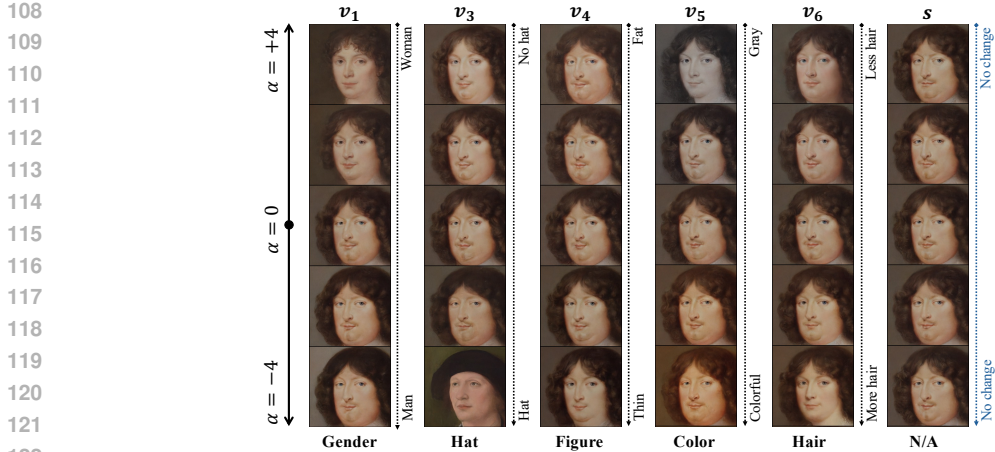 108
109
110
111
112
113
114
115
116
117
118
119
120
121
v₁ v₃ v₄ v₅ v₆ s
α = +4
α = 0
α = −4
Woman
Man
No hat
Hat
Fat
Thin
Gray
Colorful
Less hair
More hair
No change
No change
Gender Hat Figure Color Hair N/A